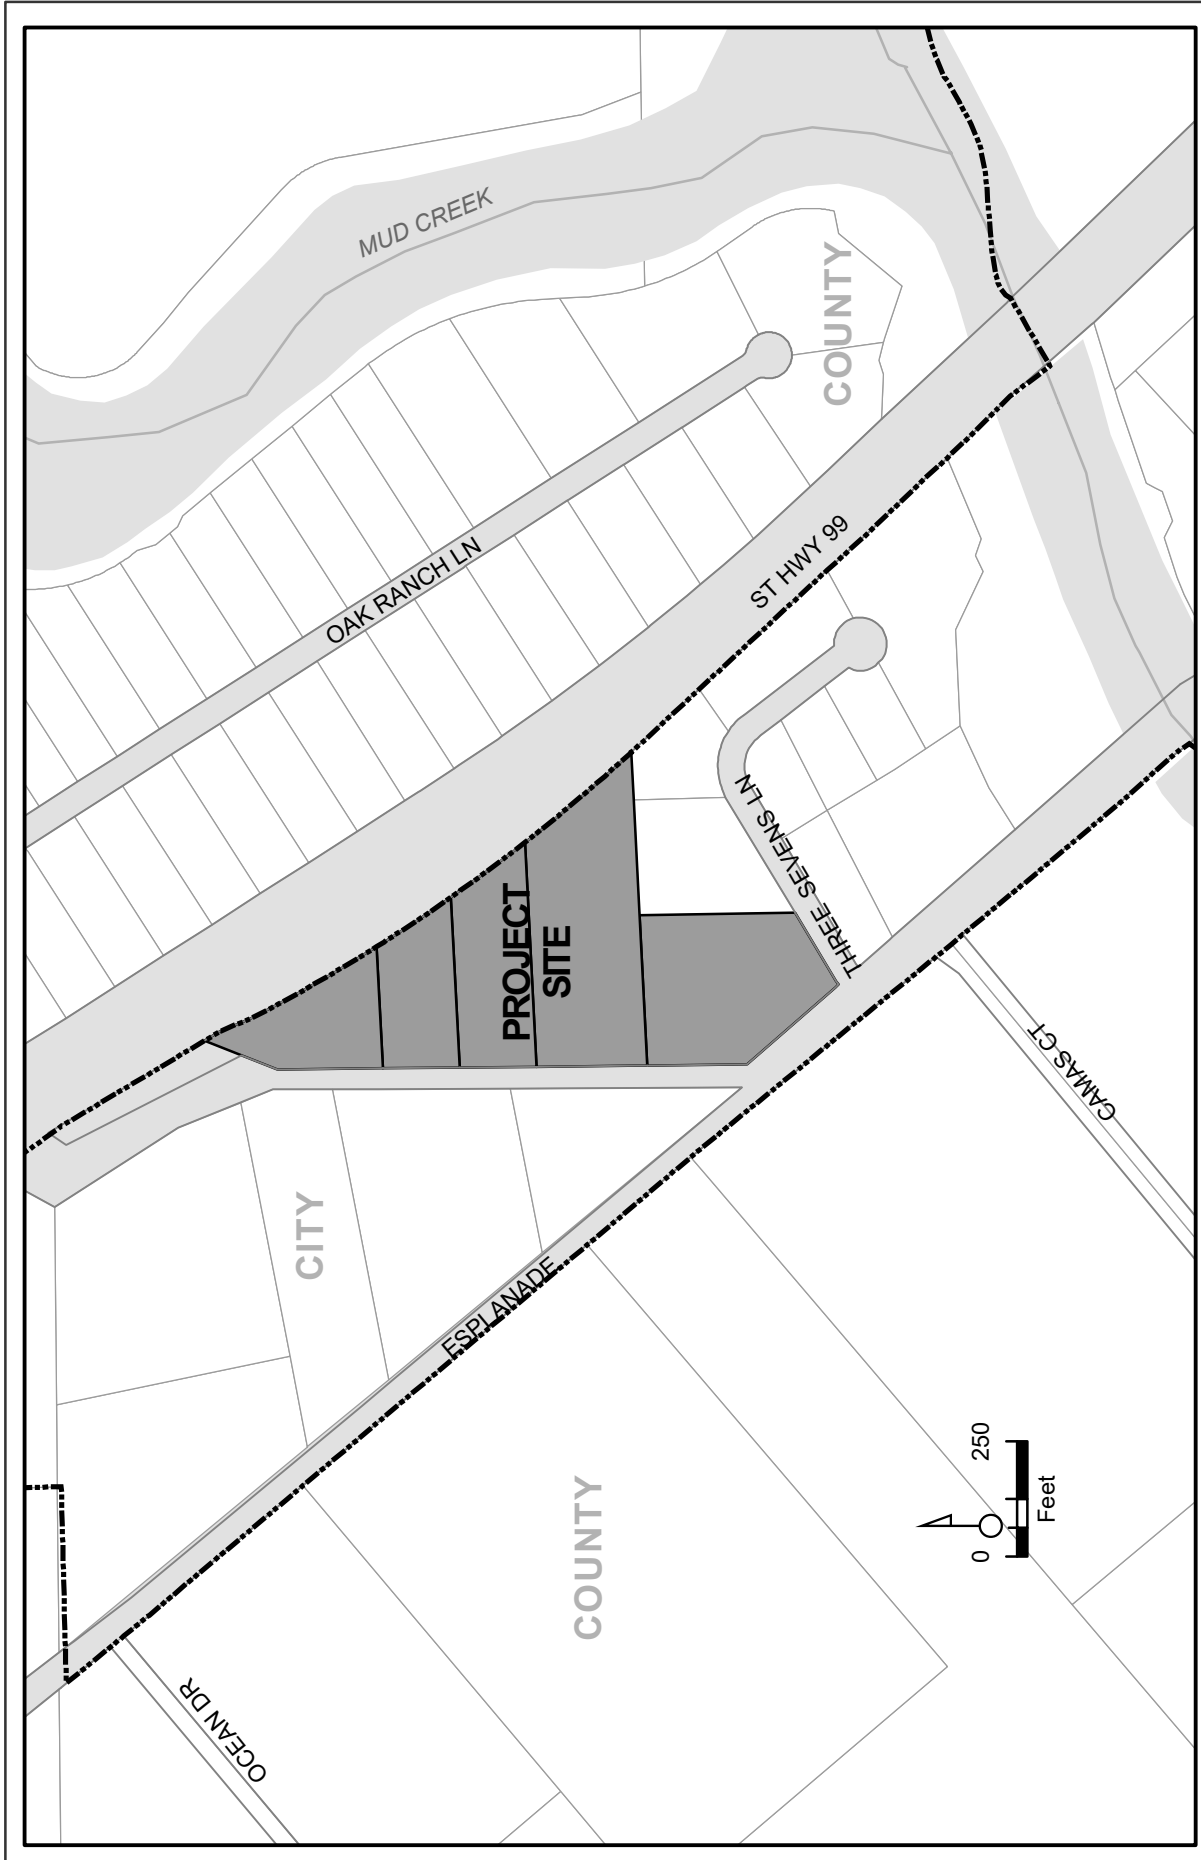 MUD CREEK
COUNTY
OAK RANCH LN
ST HWY 99
THREE SEVENS LN
PROJECT
SITE
CAMAS CT
CITY
ESPLANADE
COUNTY
OCEAN DR
0 250
Feet